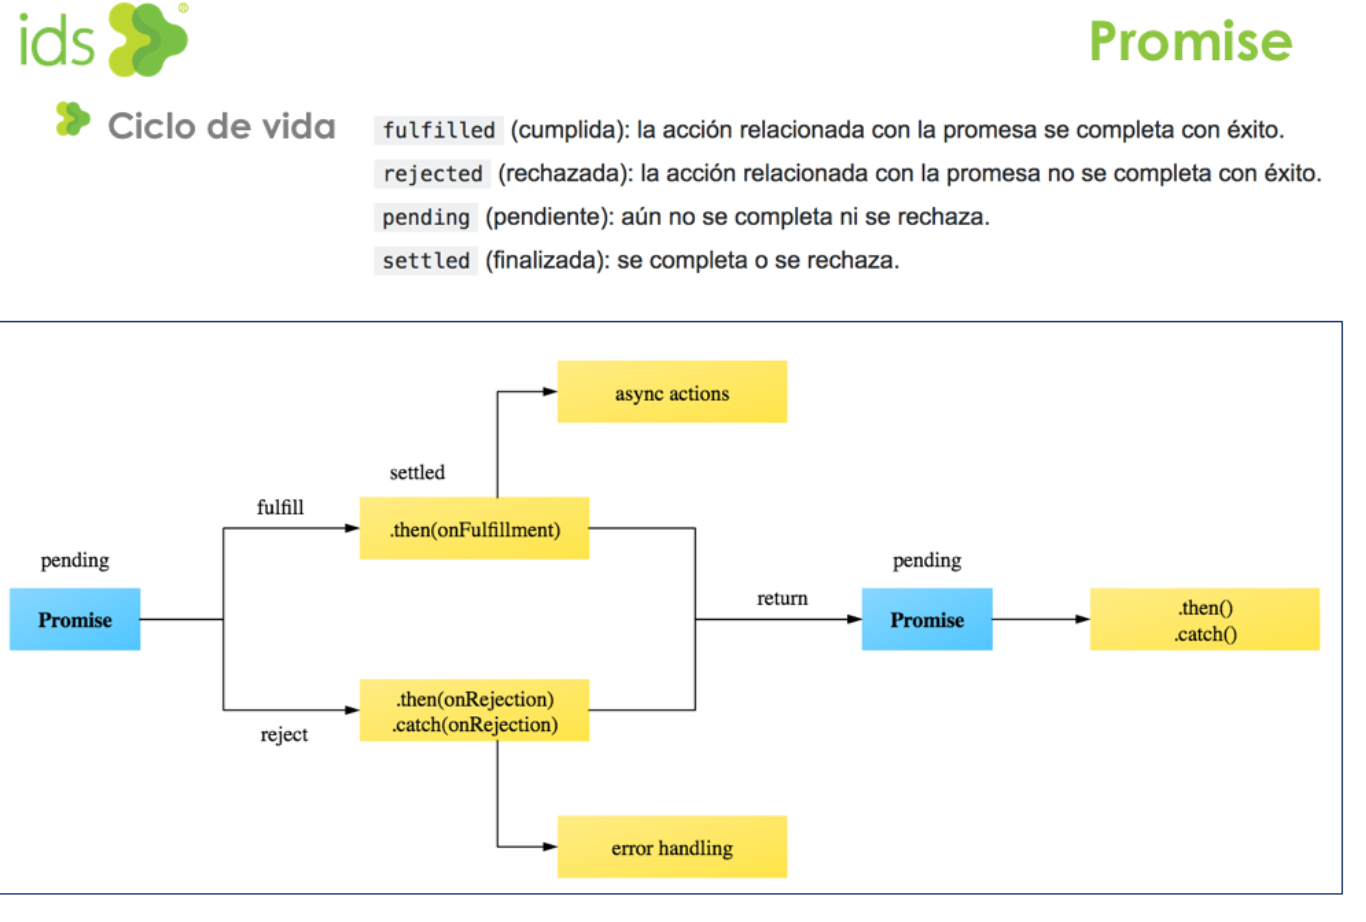 ids
Promise
Ciclo de vida
fulfilled (cumplida): la acción relacionada con la promesa se completa con éxito.
rejected (rechazada): la acción relacionada con la promesa no se completa con éxito.
pending (pendiente): aún no se completa ni se rechaza.
settled (finalizada): se completa o se rechaza.
async actions
settled
fulfill
.then(onFulfillment)
pending
Promise
return
pending
Promise
.then()
.catch()
.then(onRejection)
.catch(onRejection)
reject
error handling